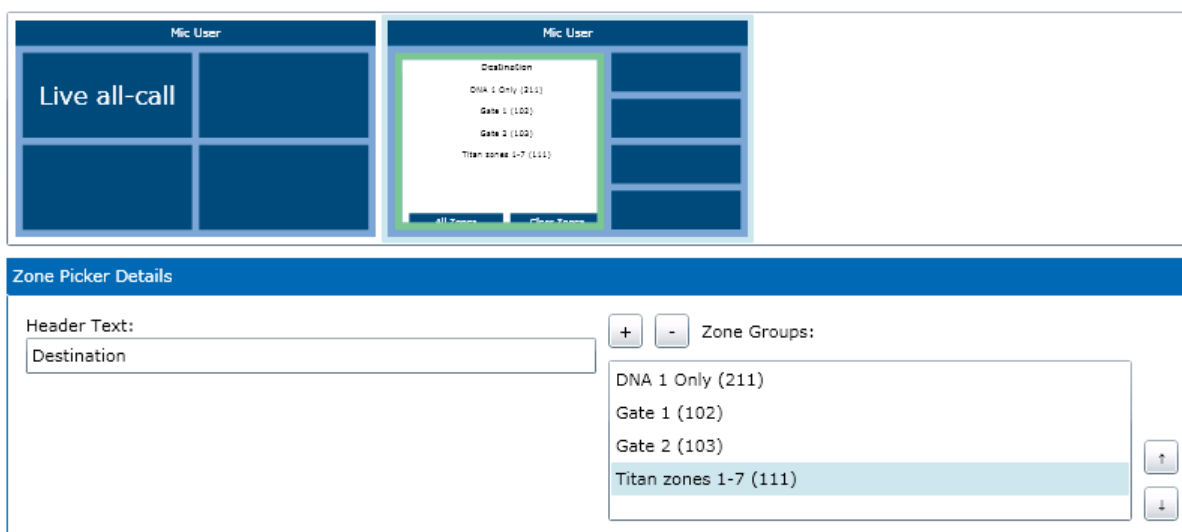 Mic User
Live all-call
Mic User
Destination
DNA 1 Only (211)
Gate 1 (102)
Gate 2 (103)
Titan zones 1-7 (111)
All Zones
Clear Zones
Zone Picker Details
Header Text:
Destination
+ - Zone Groups:
DNA 1 Only (211)
Gate 1 (102)
Gate 2 (103)
Titan zones 1-7 (111)
↑
↓